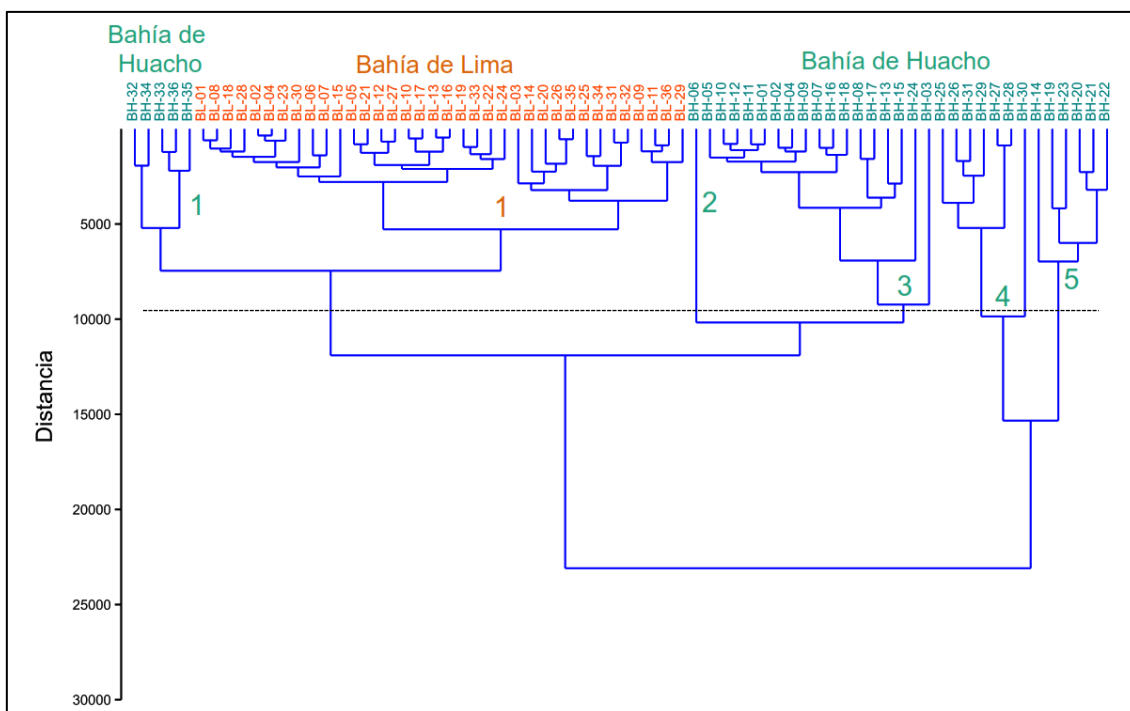 Bahía de
Huacho
Bahía de Lima
Bahía de Huacho
BH-32
BH-34
BH-33
BH-36
BH-35
BL-01
BL-08
BL-18
BL-28
BL-02
BL-04
BL-23
BL-30
BL-06
BL-07
BL-15
BL-05
BL-21
BL-12
BL-27
BL-10
BL-17
BL-13
BL-16
BL-19
BL-33
BL-22
BL-24
BL-03
BL-14
BL-20
BL-26
BL-35
BL-25
BL-34
BL-31
BL-32
BL-09
BL-11
BL-36
BL-29
BH-06
BH-05
BH-10
BH-12
BH-11
BH-01
BH-02
BH-04
BH-09
BH-07
BH-16
BH-18
BH-08
BH-17
BH-13
BH-15
BH-24
BH-03
BH-25
BH-26
BH-31
BH-29
BH-27
BH-28
BH-30
BH-14
BH-19
BH-23
BH-20
BH-21
BH-22
1
1
2
3
4
5
5000
10000
15000
20000
25000
30000
Distancia